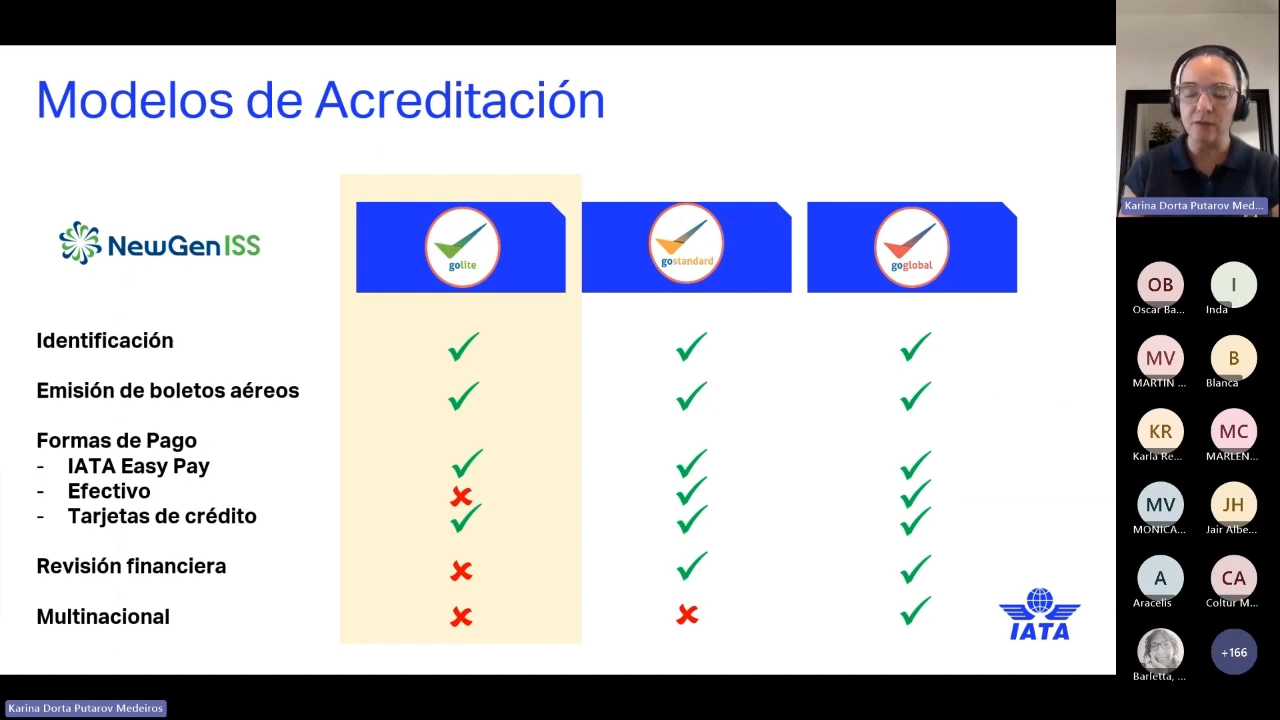 Modelos de Acreditación
NewGen ISS
golite
gostandard
goglobal
Identificación
Emisión de boletos aéreos
Formas de Pago
- IATA Easy Pay
- Efectivo
- Tarjetas de crédito
Revisión financiera
Multinacional
IATA
Karina Dorta Putarov Medeiros
Karina Dorta Putarov Med...
OB
Oscar Ba...
I
Inda
MV
MARTIN ...
B
Blanca
KR
Karla Re...
MC
MARLEN...
MV
MONICA...
JH
Jair Albe...
A
Aracelis
CA
Coltur M...
Barletta, ...
+166